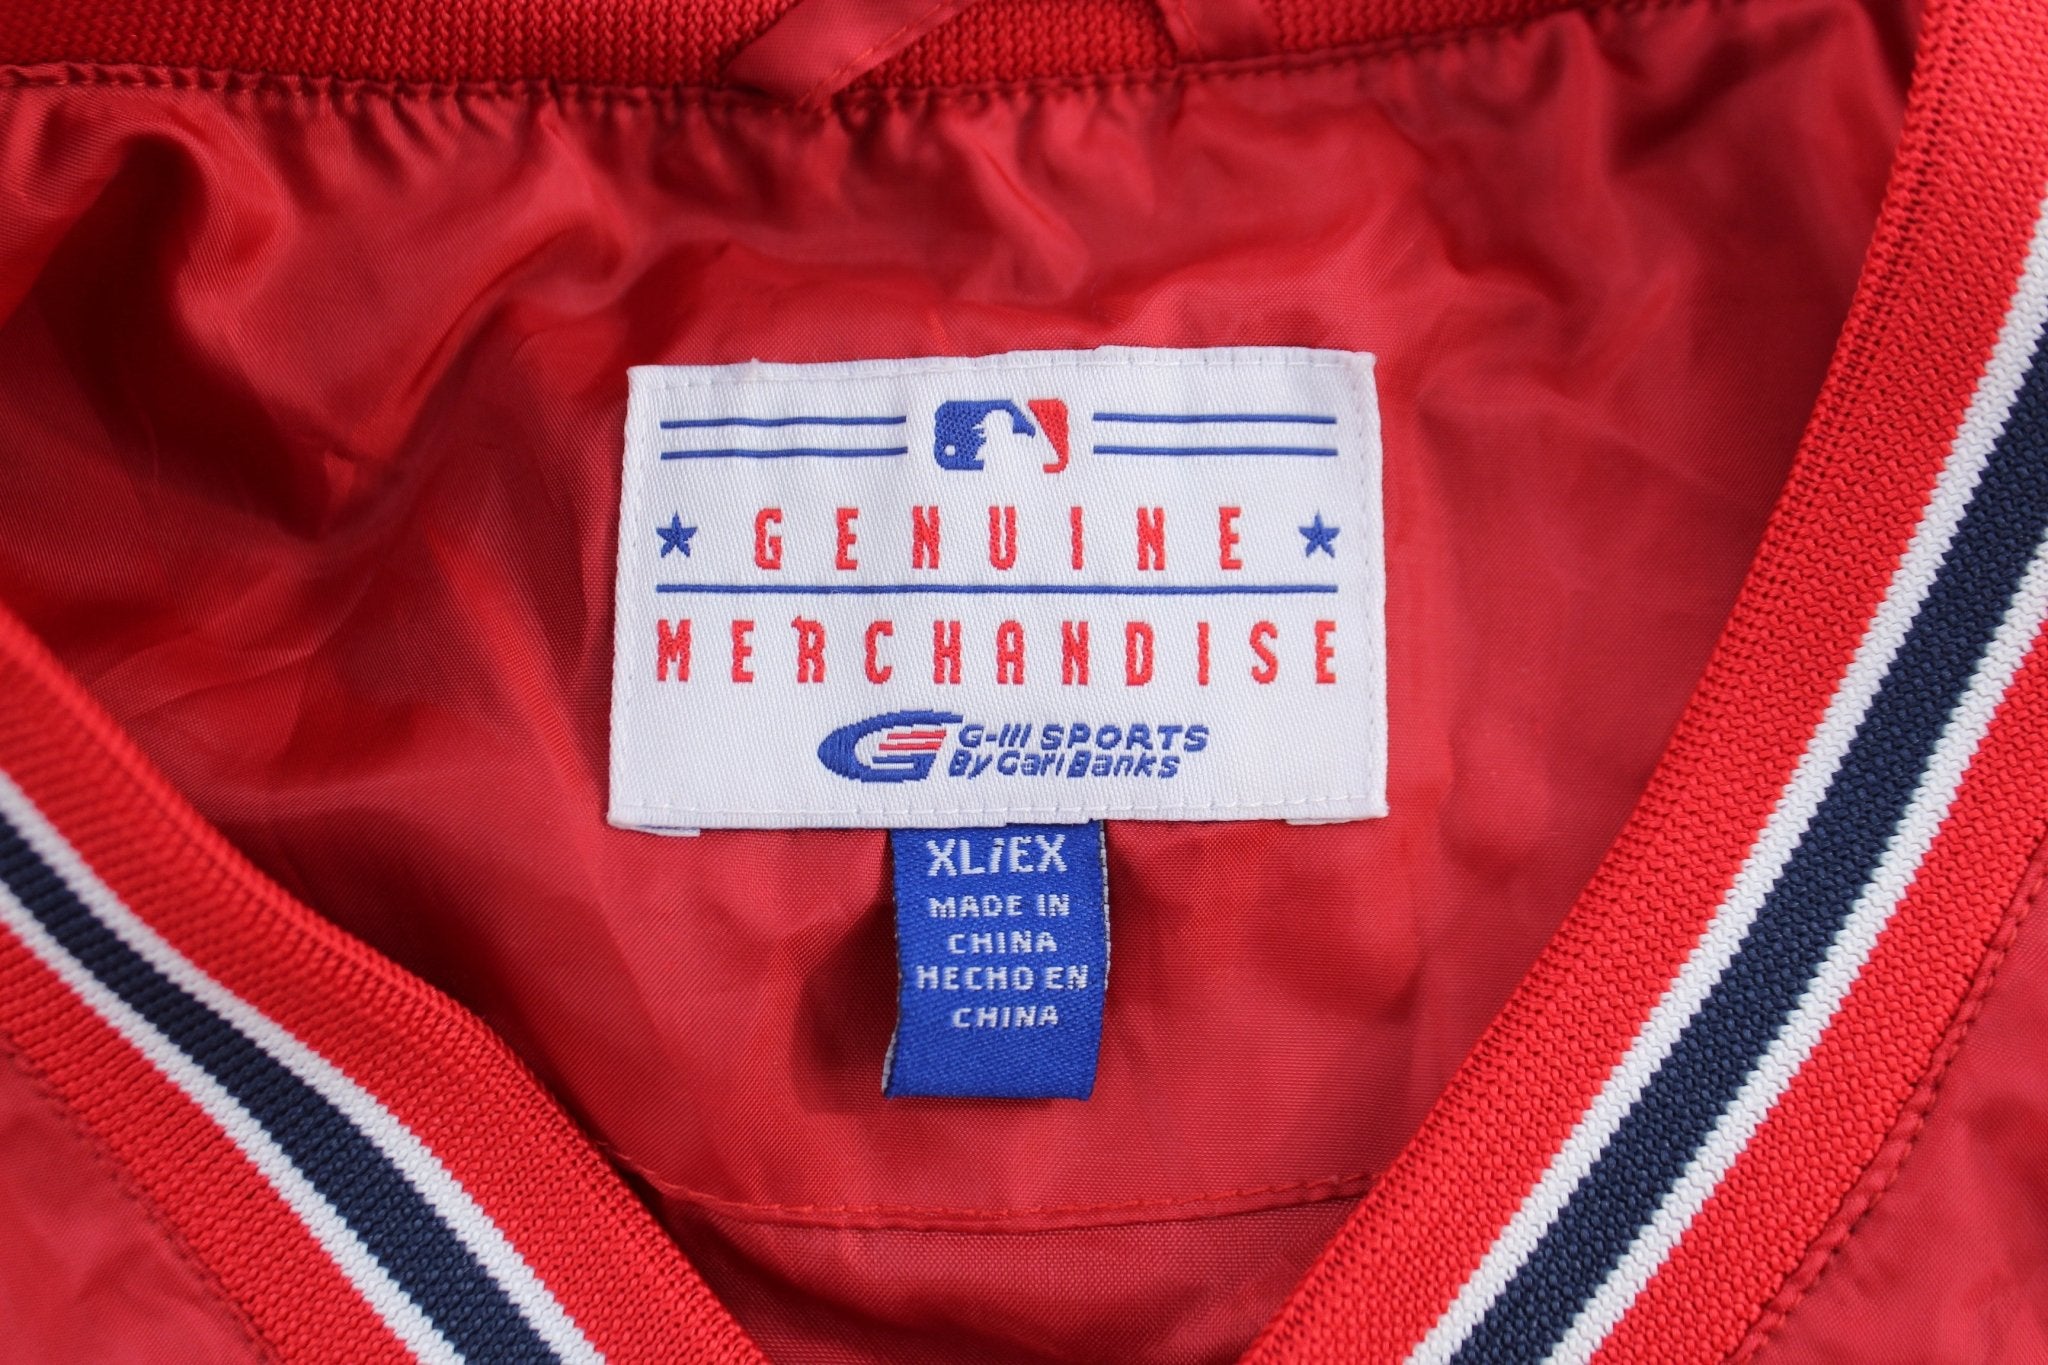 GENUINE
MERCHANDISE
G-III SPORTS
By Carl Banks
XL/EX
MADE IN
CHINA
HECHO EN
CHINA